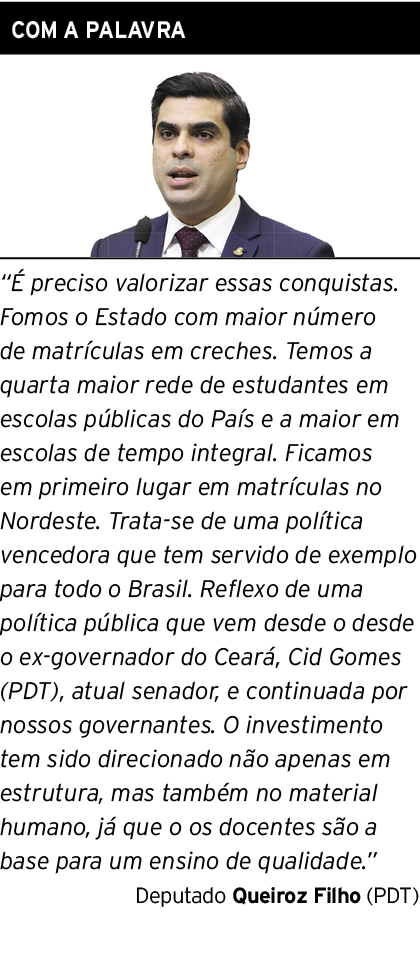 COM A PALAVRA
“É preciso valorizar essas conquistas.
Fomos o Estado com maior número
de matrículas em creches. Temos a
quarta maior rede de estudantes em
escolas públicas do País e a maior em
escolas de tempo integral. Ficamos
em primeiro lugar em matrículas no
Nordeste. Trata-se de uma política
vencedora que tem servido de exemplo
para todo o Brasil. Reflexo de uma
política pública que vem desde o desde
o ex-governador do Ceará, Cid Gomes
(PDT), atual senador, e continuada por
nossos governantes. O investimento
tem sido direcionado não apenas em
estrutura, mas também no material
humano, já que o os docentes são a
base para um ensino de qualidade.”
Deputado Queiroz Filho (PDT)